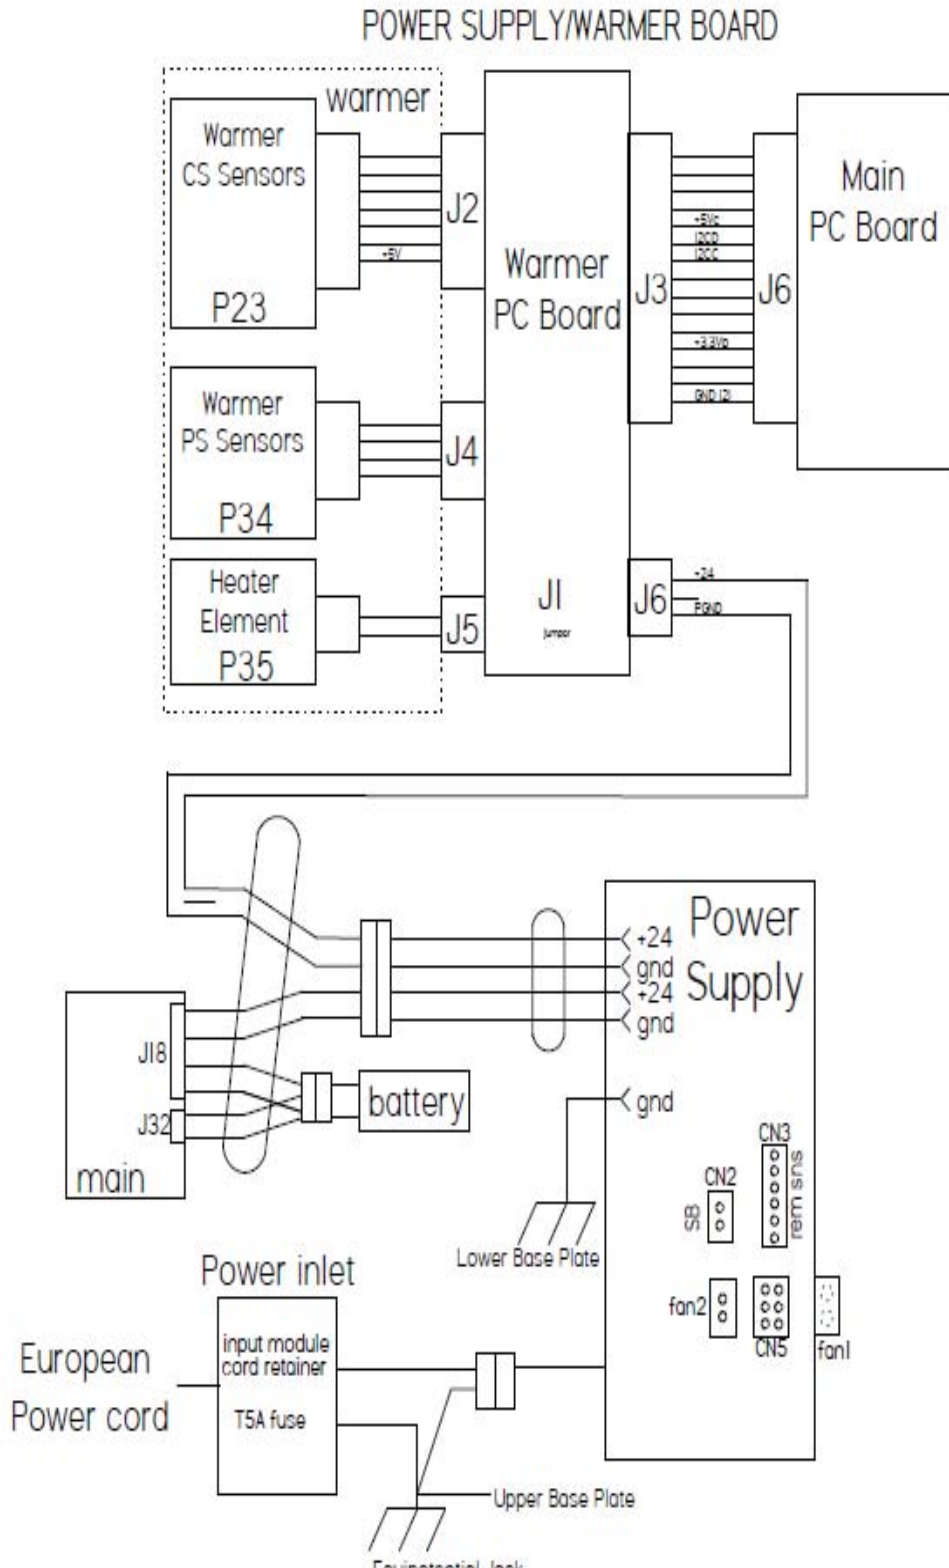 POWER SUPPLY/WARMER BOARD
warmer
Warmer
CS Sensors
P23
+5V
J2
Warmer
PC Board
J3
+5Vc
I2CD
I2CC
+3.3Vp
GND (2)
J6
Main
PC Board
Warmer
PS Sensors
P34
J4
Heater
Element
P35
J5
J1
jumper
J6
+24
PGND
Power
Supply
+24
gnd
+24
gnd
gnd
J18
J32
main
battery
Lower Base Plate
CN3
rem sns
CN2
SB
fan2
CN5
fan1
Power inlet
input module
cord retainer
T5A fuse
European
Power cord
Upper Base Plate
Equipotential Jack